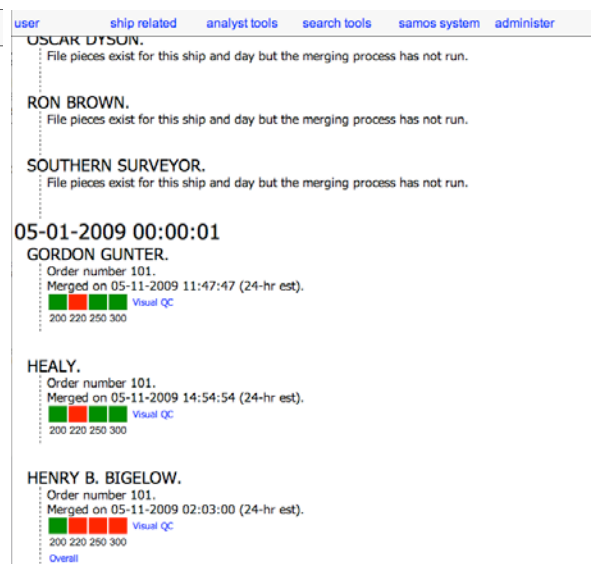 user ship related analyst tools search tools samos system administer
OSCAR DYSON.
File pieces exist for this ship and day but the merging process has not run.
RON BROWN.
File pieces exist for this ship and day but the merging process has not run.
SOUTHERN SURVEYOR.
File pieces exist for this ship and day but the merging process has not run.
05-01-2009 00:00:01
GORDON GUNTER.
Order number 101.
Merged on 05-11-2009 11:47:47 (24-hr est).
Visual QC
200 220 250 300
HEALY.
Order number 101.
Merged on 05-11-2009 14:54:54 (24-hr est).
Visual QC
200 220 250 300
HENRY B. BIGELOW.
Order number 101.
Merged on 05-11-2009 02:03:00 (24-hr est).
Visual QC
200 220 250 300
Overall